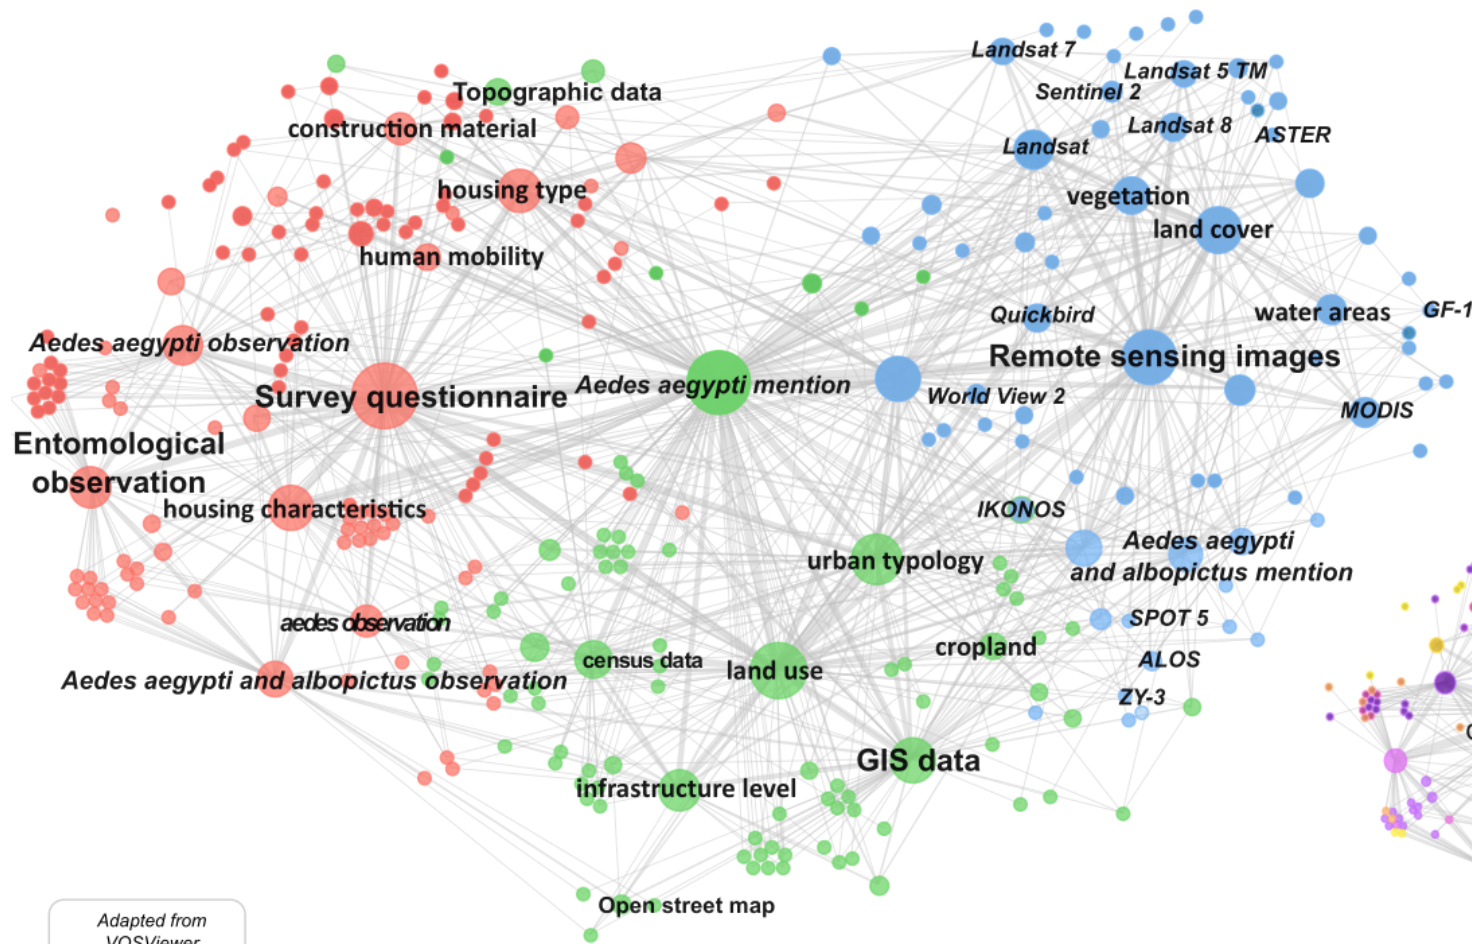 Landsat 7
Landsat 5 TM
Topographic data
Sentinel 2
construction material
Landsat 8
ASTER
Landsat
housing type
vegetation
land cover
human mobility
Quickbird
water areas
GF-1
Aedes aegypti observation
Remote sensing images
Survey questionnaire
Aedes aegypti mention
World View 2
MODIS
Entomological
observation
housing characteristics
IKONOS
urban typology
Aedes aegypti
and albopictus mention
aedes observation
SPOT 5
cropland
census data
land use
ALOS
Aedes aegypti and albopictus observation
ZY-3
GIS data
infrastructure level
Open street map
Adapted from
VOSViewer